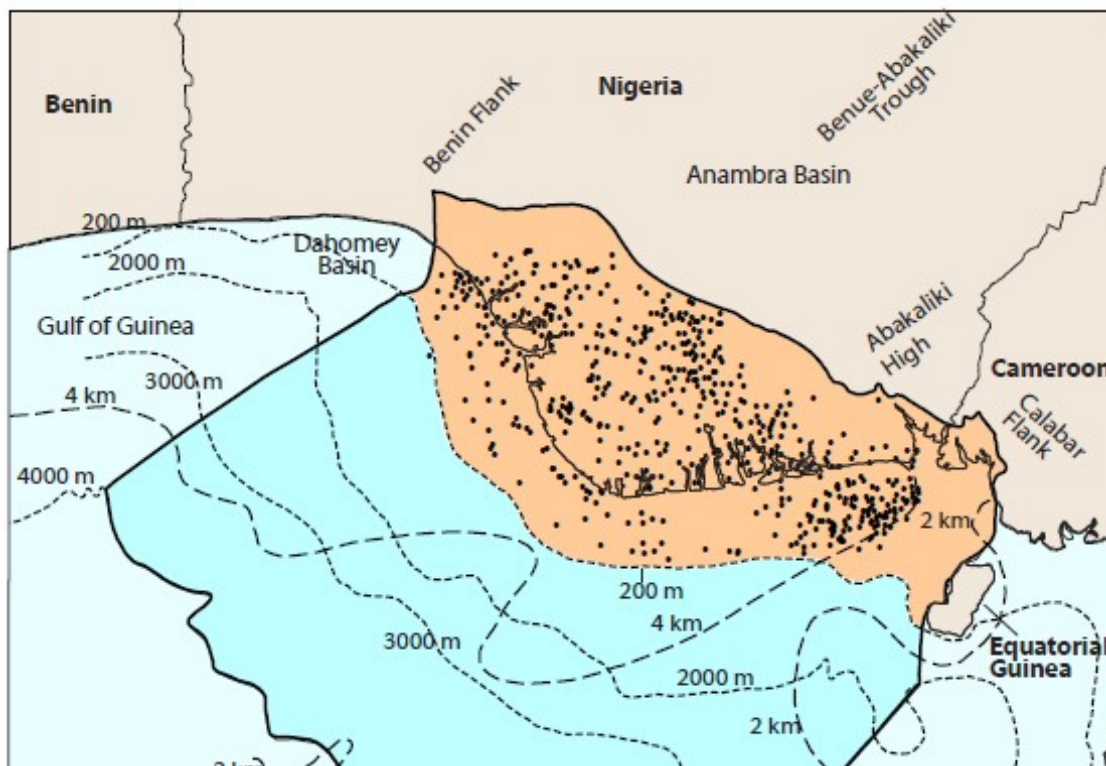 Benin
Nigeria
Benin Flank
Benue-Abakaliki
Trough
Anambra Basin
200 m
2000 m
Dahomey
Basin
Gulf of Guinea
3000 m
4 km
Abakaliki
High
Cameroon
Calabar
Flank
4000 m
2 km
200 m
4 km
3000 m
2000 m
Equatorial
Guinea
2 km